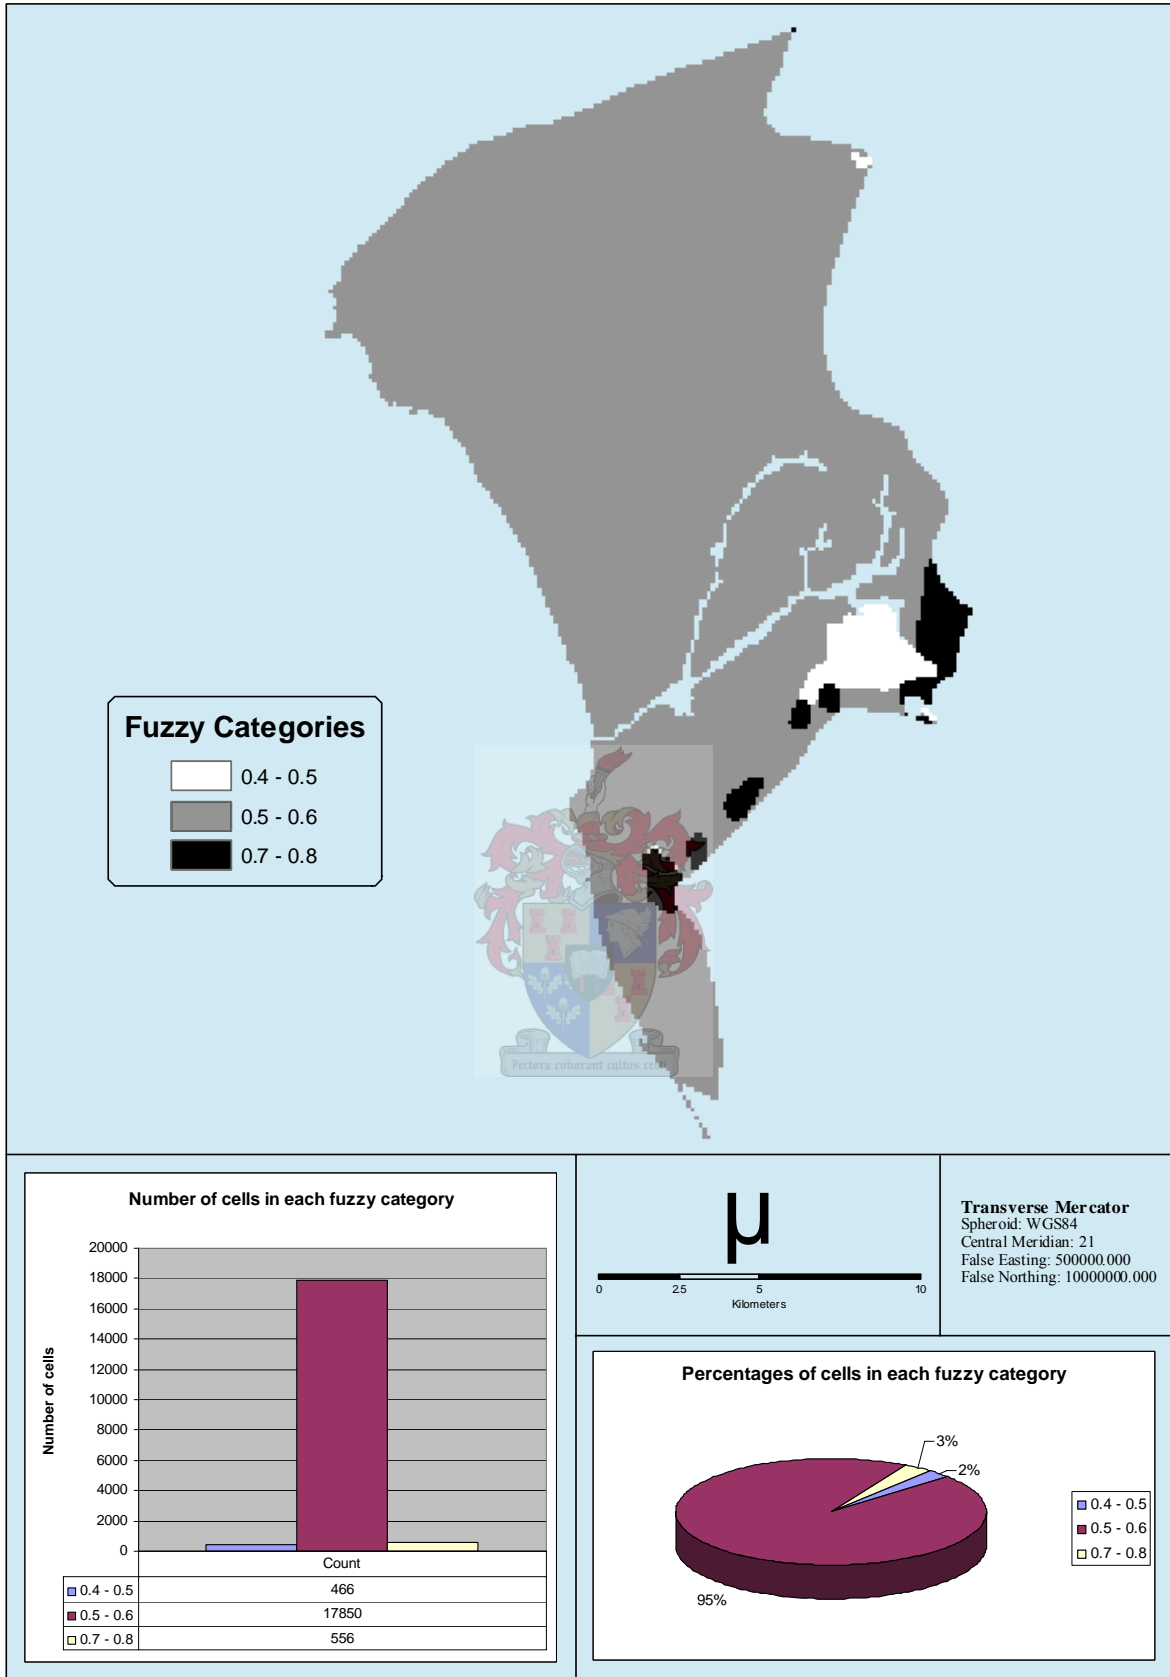 Fuzzy Categories
0.4 - 0.5
0.5 - 0.6
0.7 - 0.8
Pectora roborant cultus recti
Number of cells in each fuzzy category
Number of cells
20000
18000
16000
14000
12000
10000
8000
6000
4000
2000
0
Count
0.4 - 0.5 466
0.5 - 0.6 17850
0.7 - 0.8 556
µ
0 2.5 5 10
Kilometers
Transverse Mercator
Spheroid: WGS84
Central Meridian: 21
False Easting: 500000.000
False Northing: 10000000.000
Percentages of cells in each fuzzy category
3%
2%
95%
0.4 - 0.5
0.5 - 0.6
0.7 - 0.8